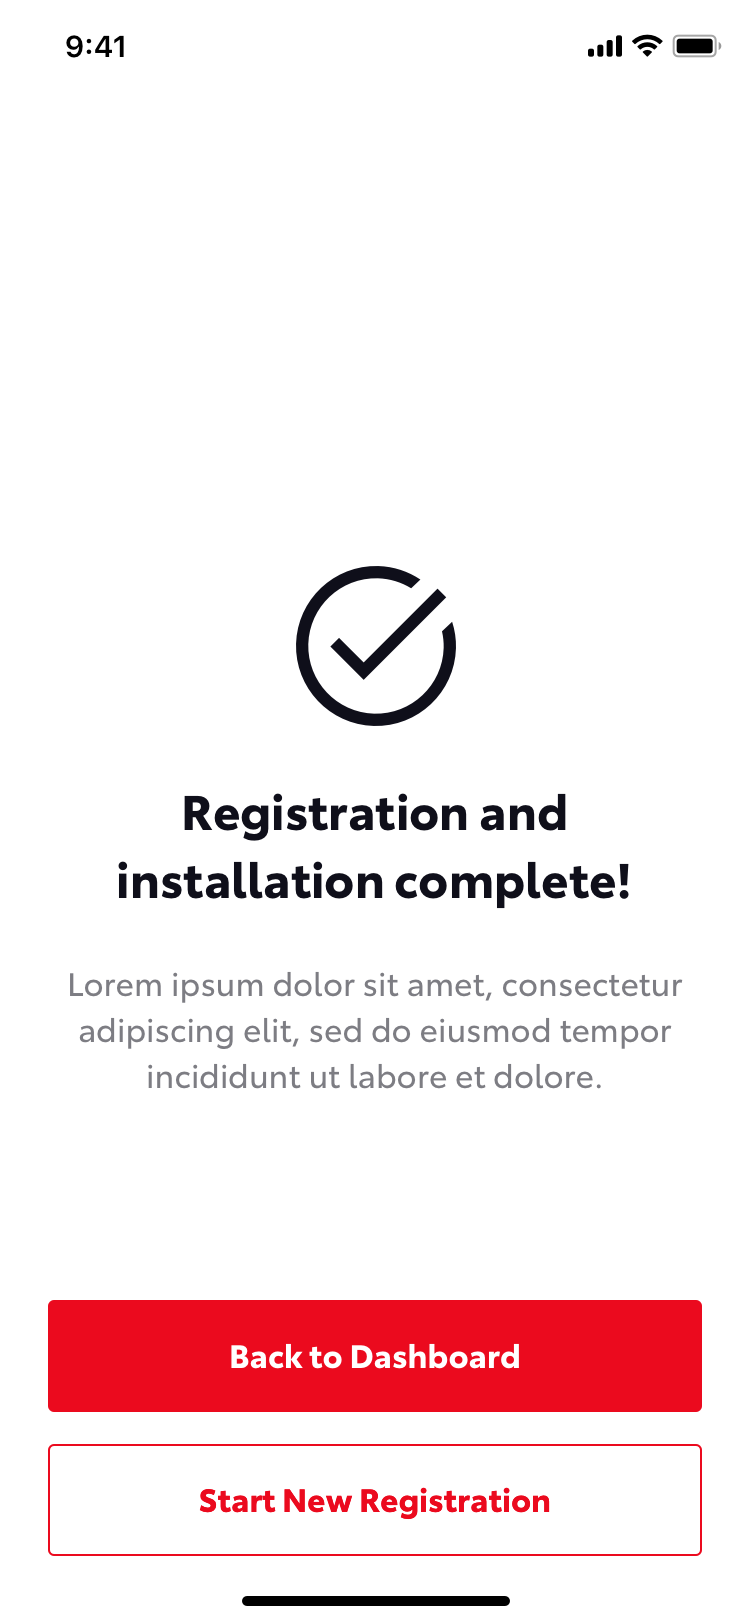 9:41
Registration and
installation complete!
Lorem ipsum dolor sit amet, consectetur
adipiscing elit, sed do eiusmod tempor
incididunt ut labore et dolore.
Back to Dashboard
Start New Registration